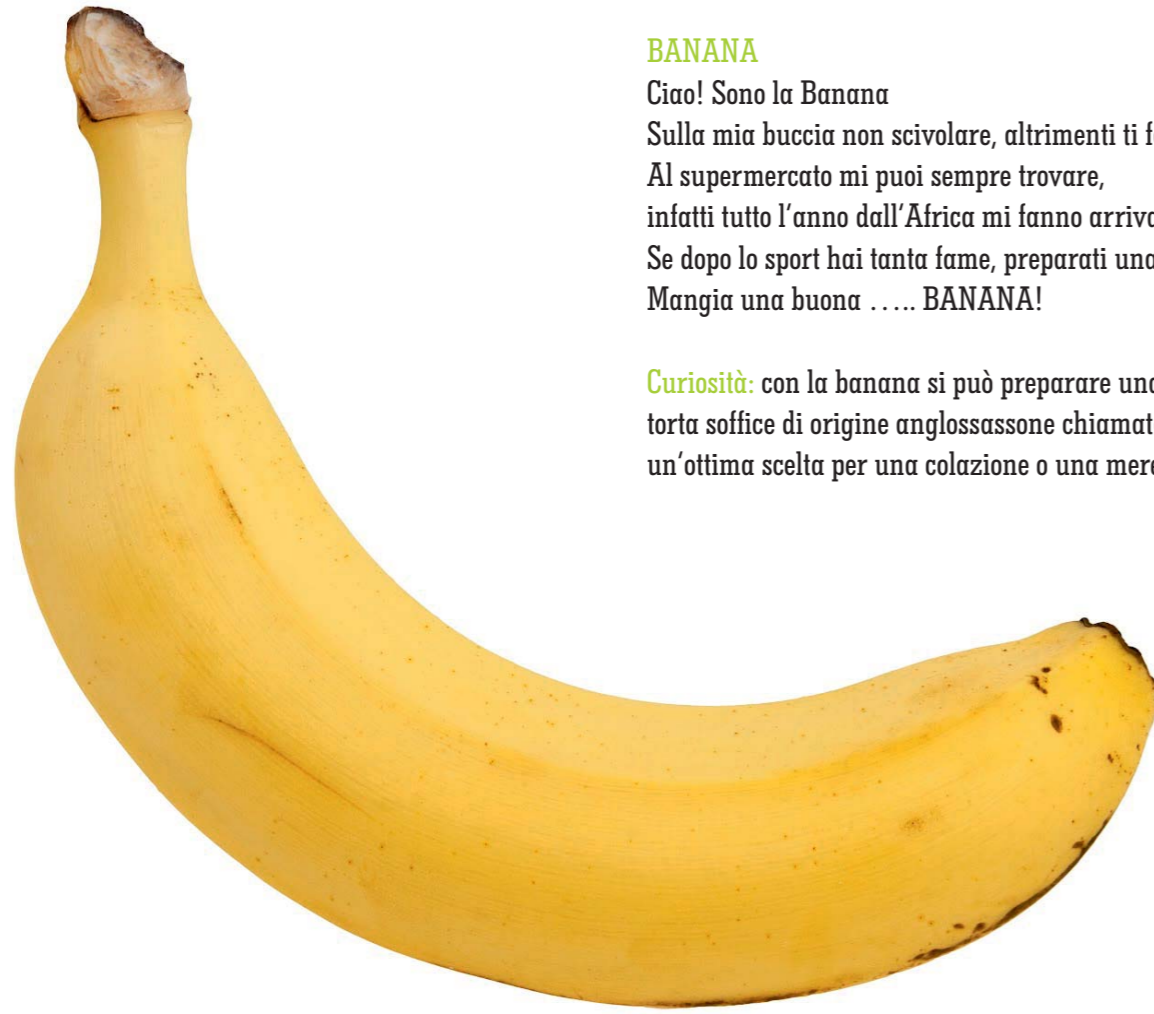 BANANA
Ciao! Sono la Banana
Sulla mia buccia non scivolare, altrimenti ti f
Al supermercato mi puoi sempre trovare,
infatti tutto l'anno dall'Africa mi fanno arriva
Se dopo lo sport hai tanta fame, preparati una
Mangia una buona ..... BANANA!
Curiosità: con la banana si può preparare una
torta soffice di origine anglossassone chiamat
un'ottima scelta per una colazione o una mere